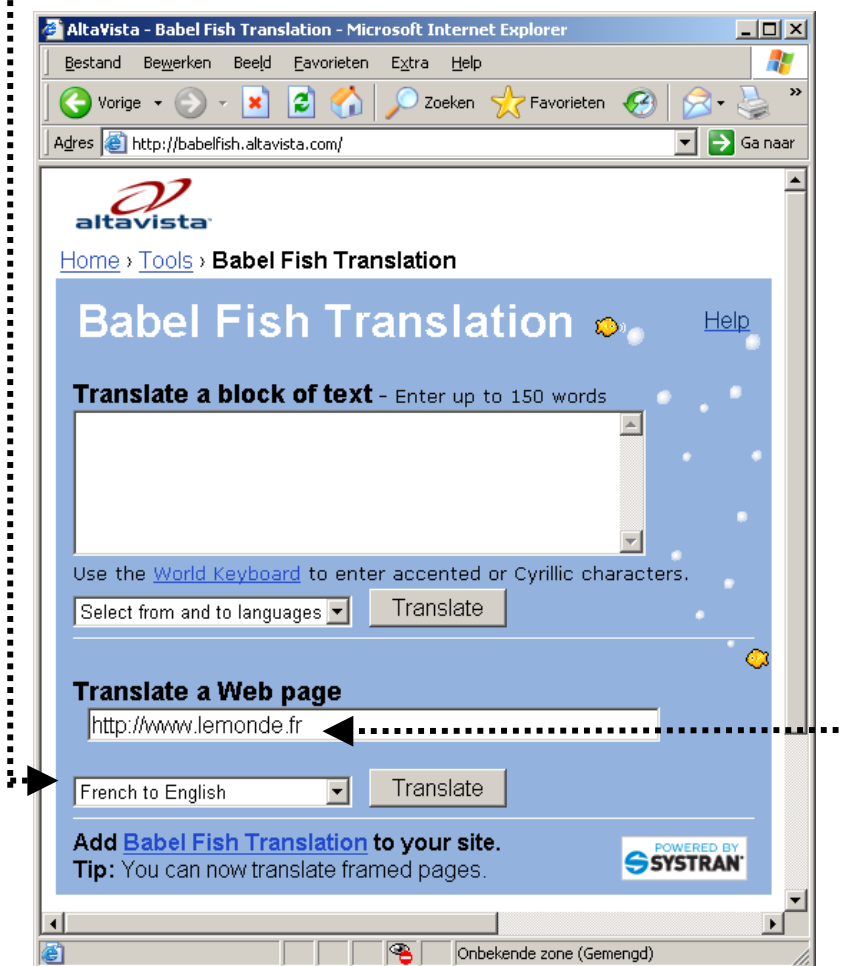 AltaVista - Babel Fish Translation - Microsoft Internet Explorer
Bestand Bewerken Beeld Favorieten Extra Help
Vorige Zoeken Favorieten »
Adres http://babelfish.altavista.com/ Ga naar
altavista
Home › Tools › Babel Fish Translation
Babel Fish Translation Help
Translate a block of text - Enter up to 150 words
Use the World Keyboard to enter accented or Cyrillic characters.
Select from and to languages Translate
Translate a Web page
http://www.lemonde.fr
French to English Translate
Add Babel Fish Translation to your site.
Tip: You can now translate framed pages.
POWERED BY
SYSTRAN
Onbekende zone (Gemengd)